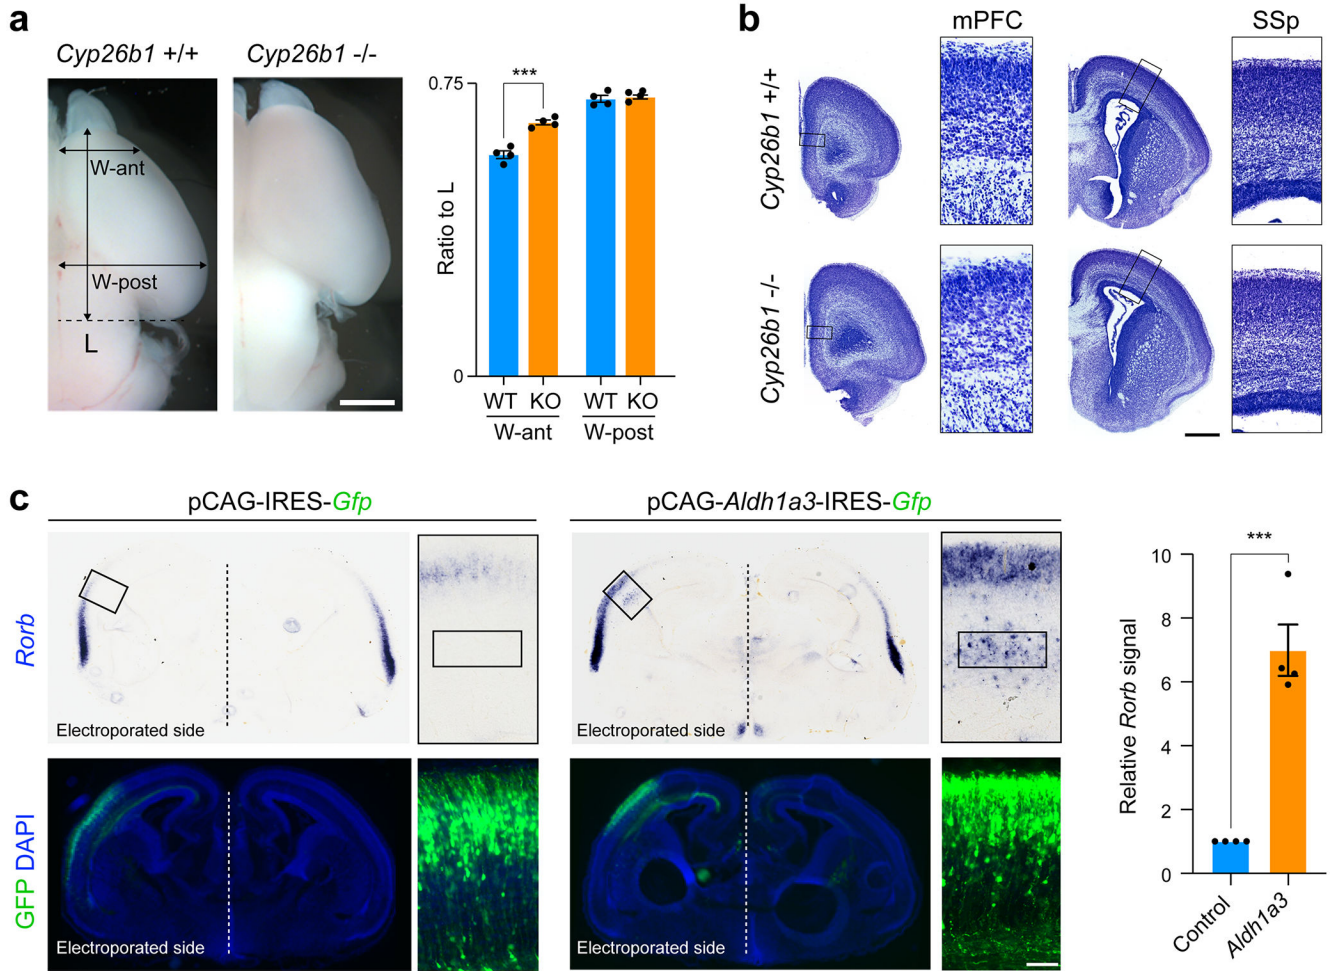 a
Cyp26b1 +/+
Cyp26b1 -/-
W-ant
W-post
L
0.75
0
Ratio to L
***
WT KO WT KO
W-ant W-post
b
mPFC
SSp
Cyp26b1 +/+
Cyp26b1 -/-
c
pCAG-IRES-Gfp
pCAG-Aldh1a3-IRES-Gfp
Rorb
Electroporated side
Electroporated side
GFP DAPI
Electroporated side
Electroporated side
***
10
8
6
4
2
0
Relative Rorb signal
Control
Aldh1a3